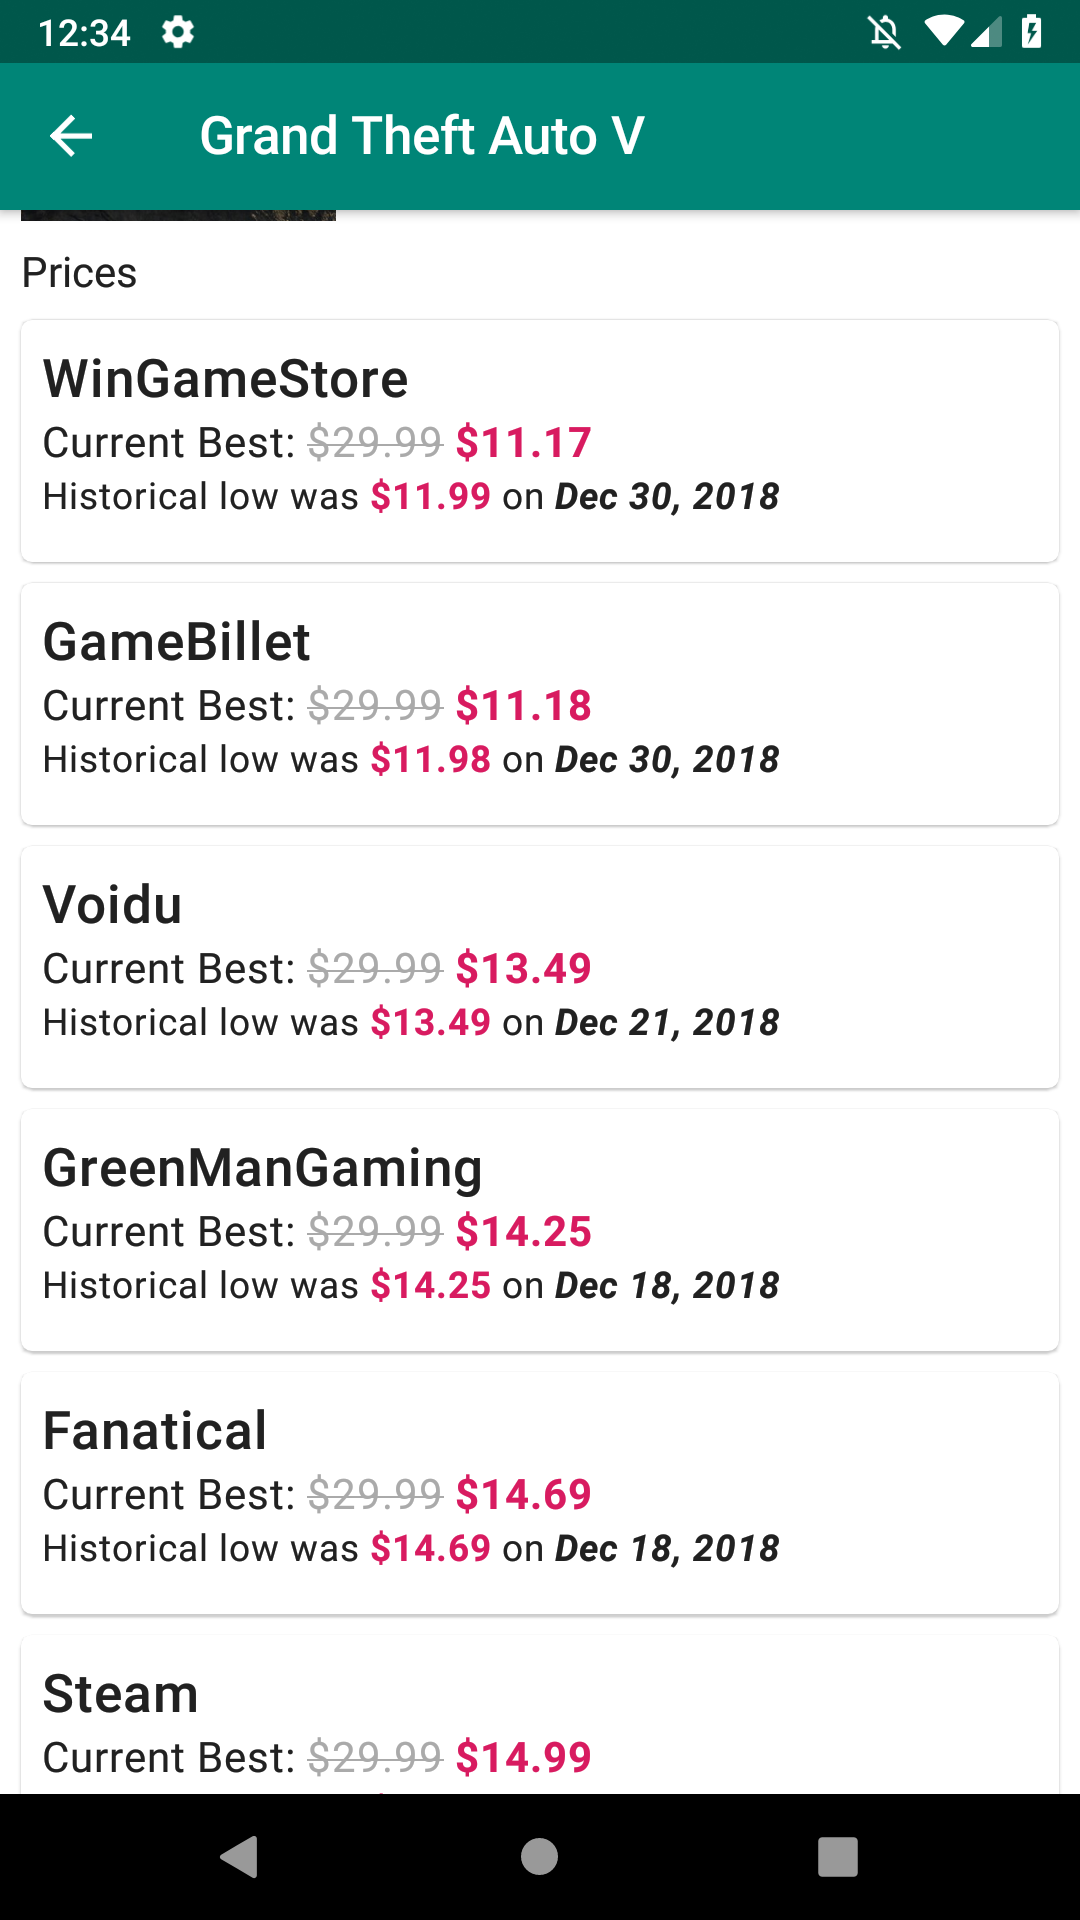 12:34
Grand Theft Auto V
Prices
WinGameStore
Current Best: $29.99 $11.17
Historical low was $11.99 on Dec 30, 2018
GameBillet
Current Best: $29.99 $11.18
Historical low was $11.98 on Dec 30, 2018
Voidu
Current Best: $29.99 $13.49
Historical low was $13.49 on Dec 21, 2018
GreenManGaming
Current Best: $29.99 $14.25
Historical low was $14.25 on Dec 18, 2018
Fanatical
Current Best: $29.99 $14.69
Historical low was $14.69 on Dec 18, 2018
Steam
Current Best: $29.99 $14.99